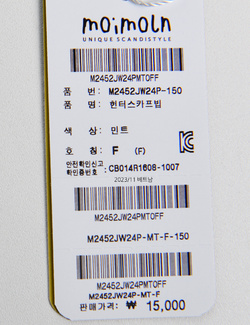 moimoln
UNIQUE SCANDISTYLE
M2452JW24PMTOFF
품 번: M2452JW24P-150
품 명: 헌터스카프빕
색 상: 민트
호 칭: F (F)
안전확인신고
확인증번호 : CB014R1608-1007
2023/11 베트남
M2452JW24PMTOFF
M2452JW24P-MT-F-150
M2452JW24PMTOFF
M2452JW24P-MT-F
판매가격: ₩ 15,000